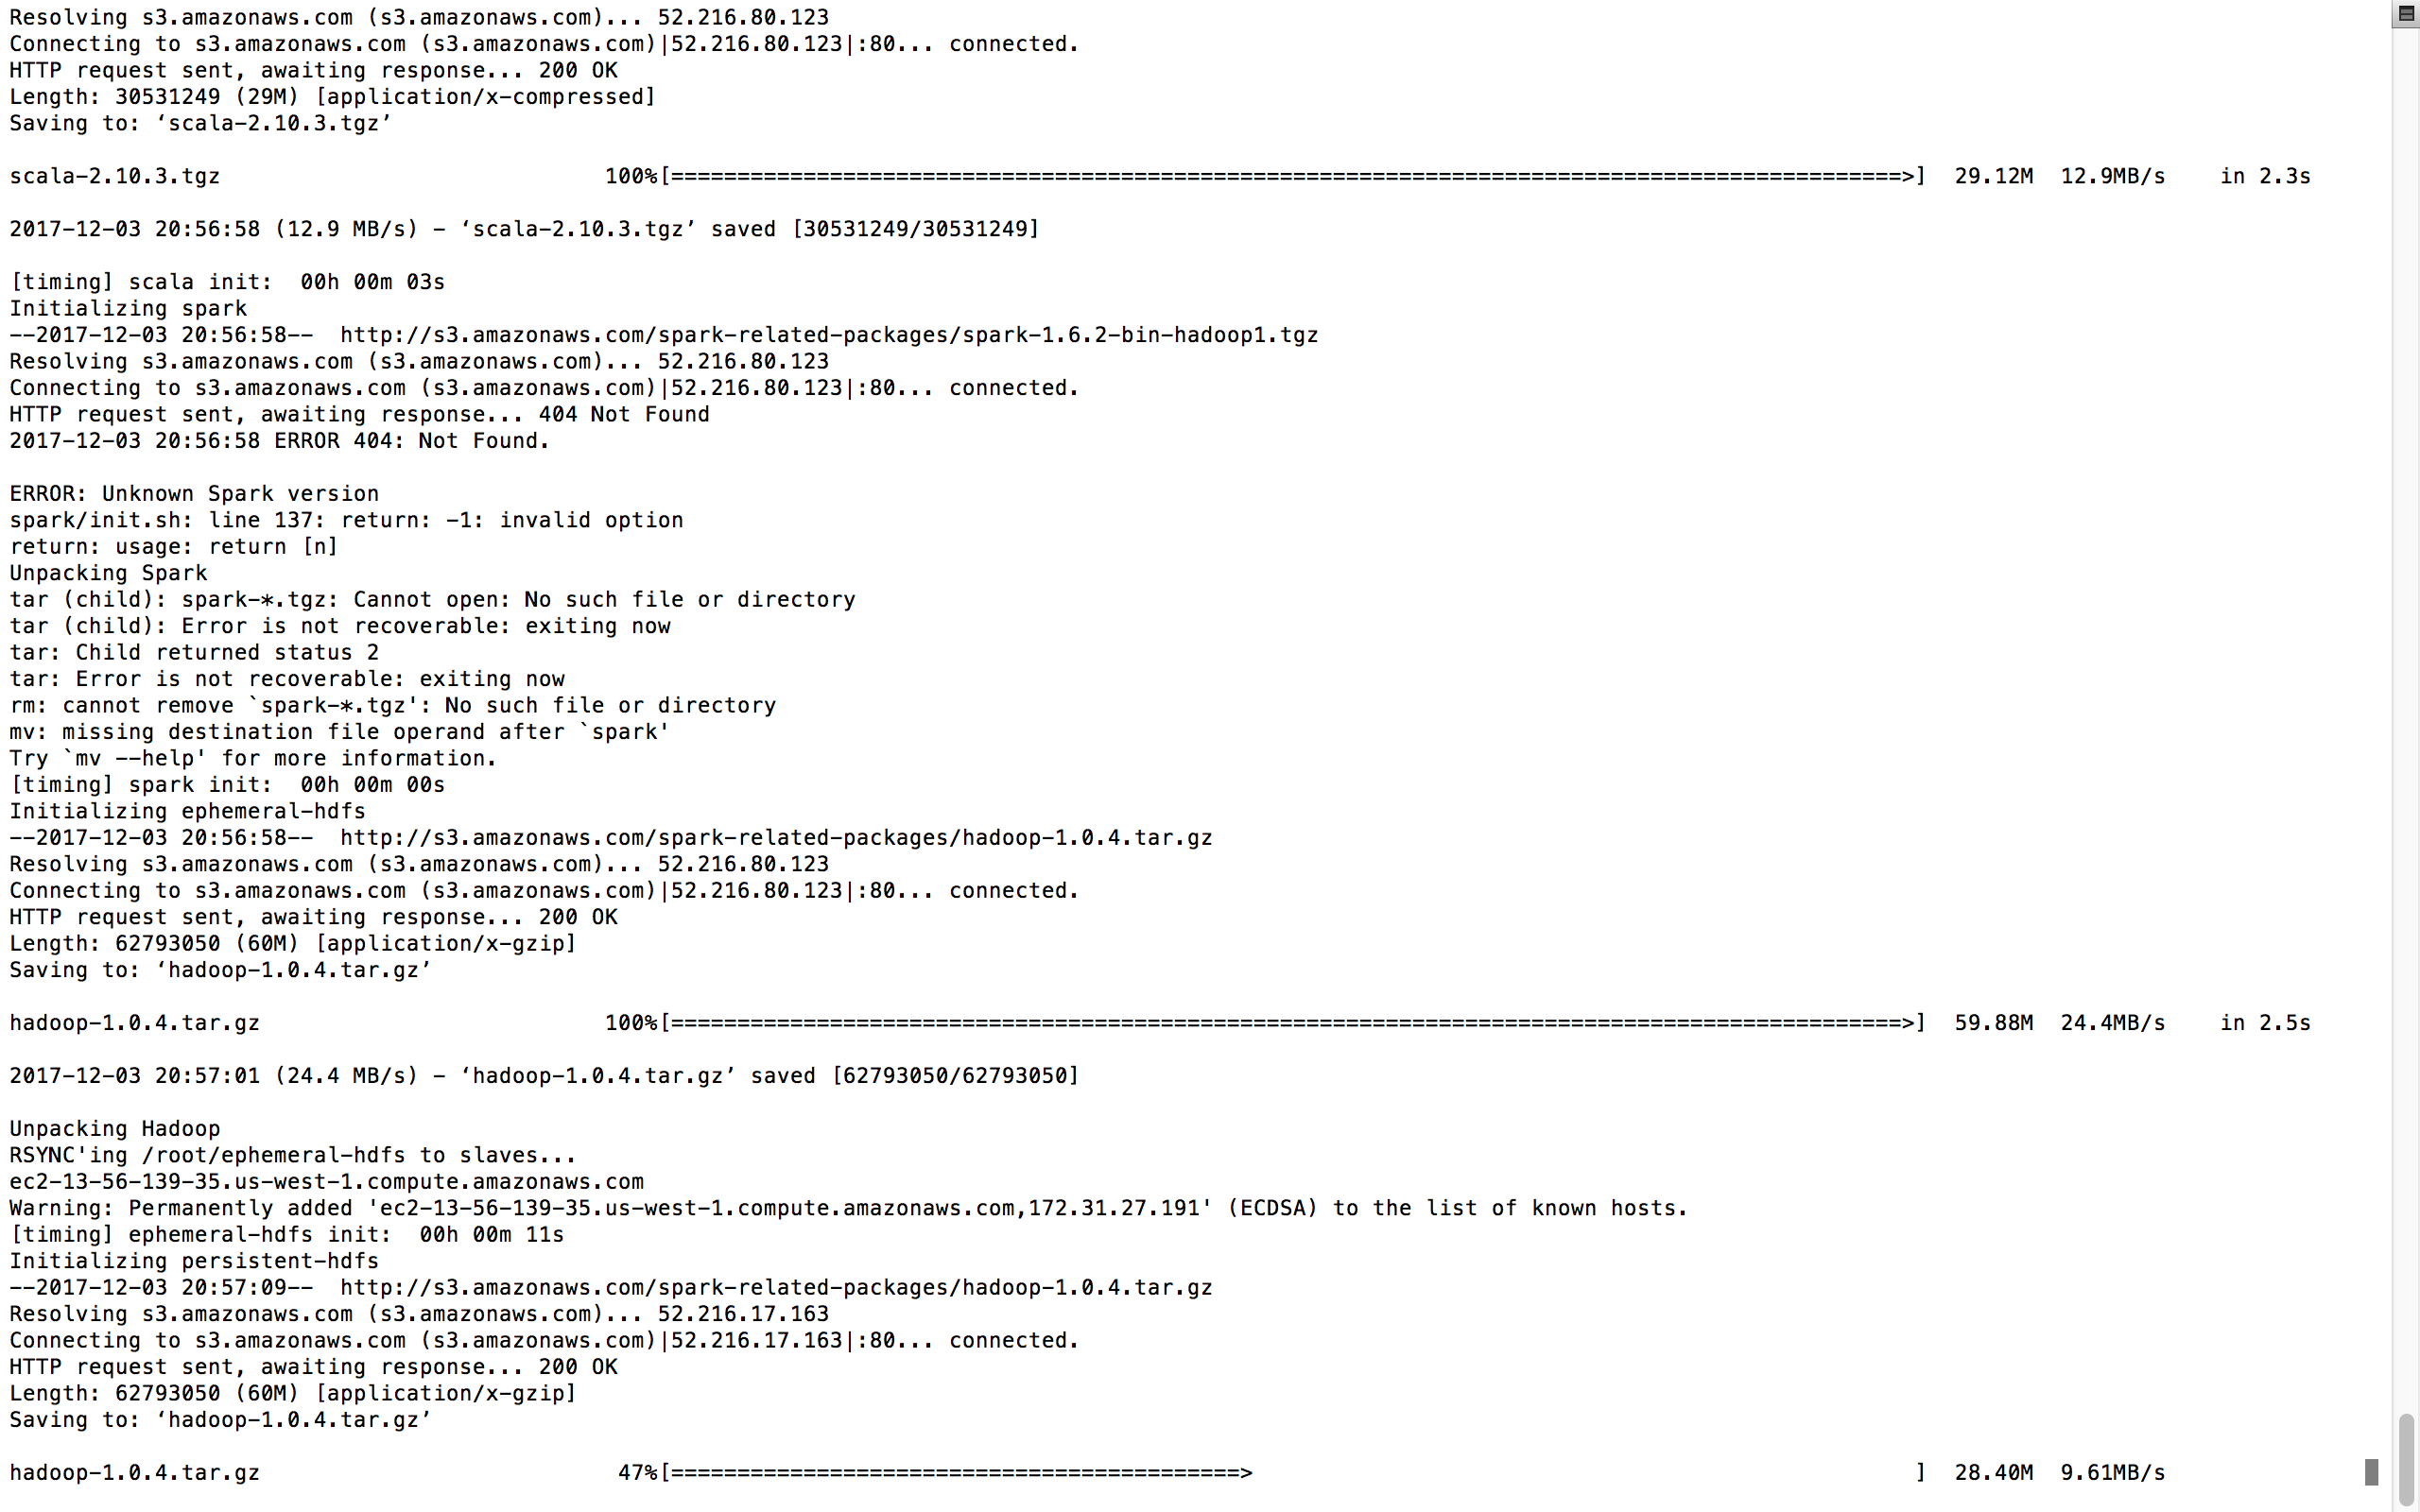 Resolving s3.amazonaws.com (s3.amazonaws.com)... 52.216.80.123
Connecting to s3.amazonaws.com (s3.amazonaws.com)|52.216.80.123|:80... connected.
HTTP request sent, awaiting response... 200 OK
Length: 30531249 (29M) [application/x-compressed]
Saving to: ‘scala-2.10.3.tgz’
scala-2.10.3.tgz 100%[=============================================================================================>] 29.12M 12.9MB/s in 2.3s
2017-12-03 20:56:58 (12.9 MB/s) - ‘scala-2.10.3.tgz’ saved [30531249/30531249]
[timing] scala init: 00h 00m 03s
Initializing spark
--2017-12-03 20:56:58-- http://s3.amazonaws.com/spark-related-packages/spark-1.6.2-bin-hadoop1.tgz
Resolving s3.amazonaws.com (s3.amazonaws.com)... 52.216.80.123
Connecting to s3.amazonaws.com (s3.amazonaws.com)|52.216.80.123|:80... connected.
HTTP request sent, awaiting response... 404 Not Found
2017-12-03 20:56:58 ERROR 404: Not Found.
ERROR: Unknown Spark version
spark/init.sh: line 137: return: -1: invalid option
return: usage: return [n]
Unpacking Spark
tar (child): spark-*.tgz: Cannot open: No such file or directory
tar (child): Error is not recoverable: exiting now
tar: Child returned status 2
tar: Error is not recoverable: exiting now
rm: cannot remove `spark-*.tgz': No such file or directory
mv: missing destination file operand after `spark'
Try `mv --help' for more information.
[timing] spark init: 00h 00m 00s
Initializing ephemeral-hdfs
--2017-12-03 20:56:58-- http://s3.amazonaws.com/spark-related-packages/hadoop-1.0.4.tar.gz
Resolving s3.amazonaws.com (s3.amazonaws.com)... 52.216.80.123
Connecting to s3.amazonaws.com (s3.amazonaws.com)|52.216.80.123|:80... connected.
HTTP request sent, awaiting response... 200 OK
Length: 62793050 (60M) [application/x-gzip]
Saving to: ‘hadoop-1.0.4.tar.gz’
hadoop-1.0.4.tar.gz 100%[=============================================================================================>] 59.88M 24.4MB/s in 2.5s
2017-12-03 20:57:01 (24.4 MB/s) - ‘hadoop-1.0.4.tar.gz’ saved [62793050/62793050]
Unpacking Hadoop
RSYNC'ing /root/ephemeral-hdfs to slaves...
ec2-13-56-139-35.us-west-1.compute.amazonaws.com
Warning: Permanently added 'ec2-13-56-139-35.us-west-1.compute.amazonaws.com,172.31.27.191' (ECDSA) to the list of known hosts.
[timing] ephemeral-hdfs init: 00h 00m 11s
Initializing persistent-hdfs
--2017-12-03 20:57:09-- http://s3.amazonaws.com/spark-related-packages/hadoop-1.0.4.tar.gz
Resolving s3.amazonaws.com (s3.amazonaws.com)... 52.216.17.163
Connecting to s3.amazonaws.com (s3.amazonaws.com)|52.216.17.163|:80... connected.
HTTP request sent, awaiting response... 200 OK
Length: 62793050 (60M) [application/x-gzip]
Saving to: ‘hadoop-1.0.4.tar.gz’
hadoop-1.0.4.tar.gz 47%[===========================================> ] 28.40M 9.61MB/s